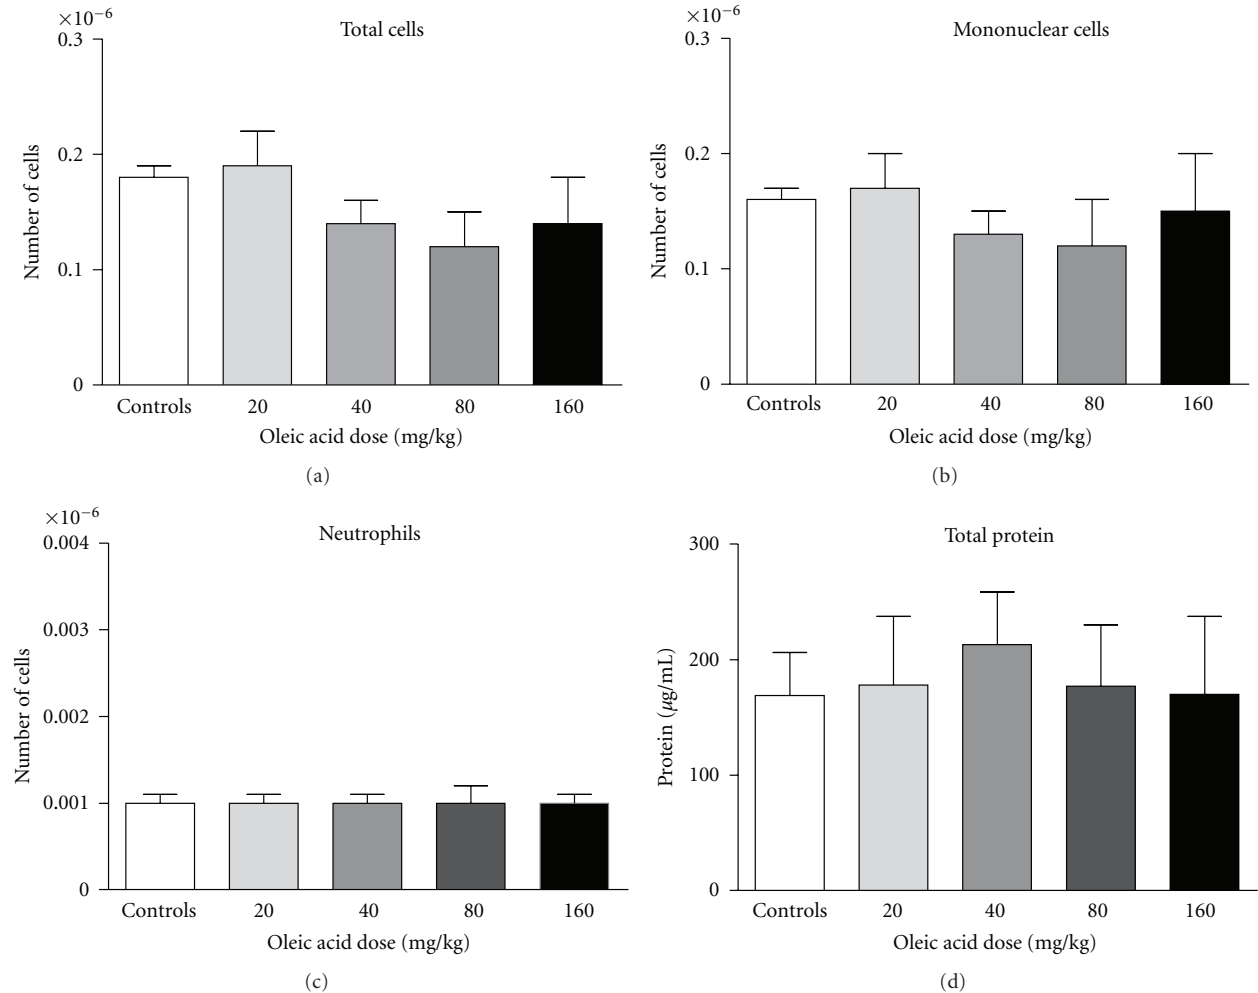 ×10−6
Total cells
0.3
0.2
0.1
0
Number of cells
Controls 20 40 80 160
Oleic acid dose (mg/kg)
(a)
×10−6
Mononuclear cells
0.3
0.2
0.1
0
Number of cells
Controls 20 40 80 160
Oleic acid dose (mg/kg)
(b)
×10−6
Neutrophils
0.004
0.003
0.002
0.001
0
Number of cells
Controls 20 40 80 160
Oleic acid dose (mg/kg)
(c)
Total protein
300
200
100
0
Protein (μg/mL)
Controls 20 40 80 160
Oleic acid dose (mg/kg)
(d)